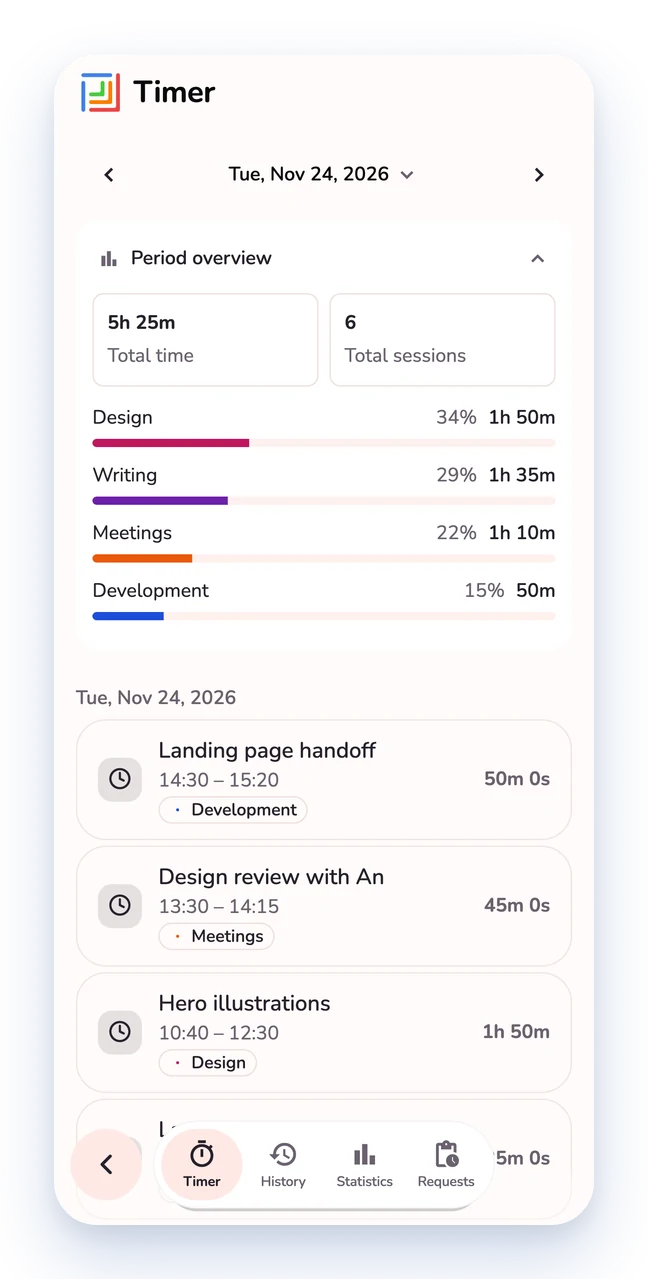 Timer
Tue, Nov 24, 2026
Period overview
5h 25m
Total time
6
Total sessions
Design 34% 1h 50m
Writing 29% 1h 35m
Meetings 22% 1h 10m
Development 15% 50m
Tue, Nov 24, 2026
Landing page handoff
14:30 – 15:20
50m 0s
Development
Design review with An
13:30 – 14:15
45m 0s
Meetings
Hero illustrations
10:40 – 12:30
1h 50m
Design
5m 0s
Timer
History
Statistics
Requests